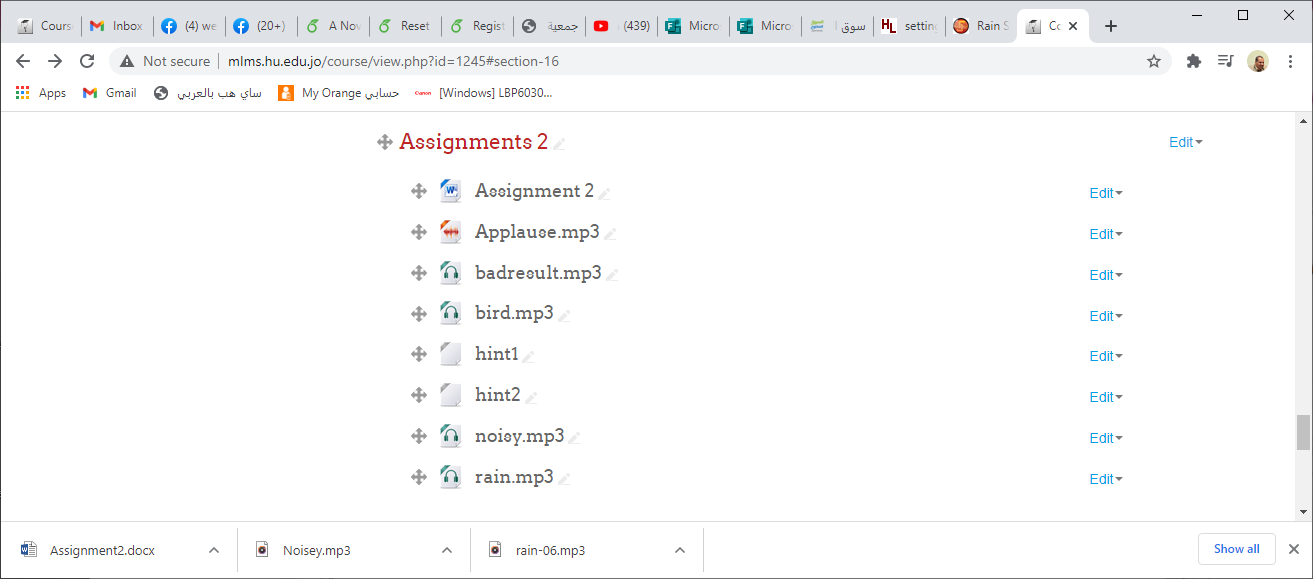 Cours
Inbox
(4) we
(20+)
A Nov
Reset
Regist
جمعية
(439)
Micro
Micro
سوق ا
HL settin
Rain S
Co
Not secure mlms.hu.edu.jo/course/view.php?id=1245#section-16
Apps
Gmail
ساي هب بالعربي
My Orange حسابي
Canon [Windows] LBP6030...
Assignments 2 Edit
Assignment 2 Edit
Applause.mp3 Edit
badresult.mp3 Edit
bird.mp3 Edit
hint1 Edit
hint2 Edit
noisy.mp3 Edit
rain.mp3 Edit
Assignment2.docx
Noisey.mp3
rain-06.mp3
Show all